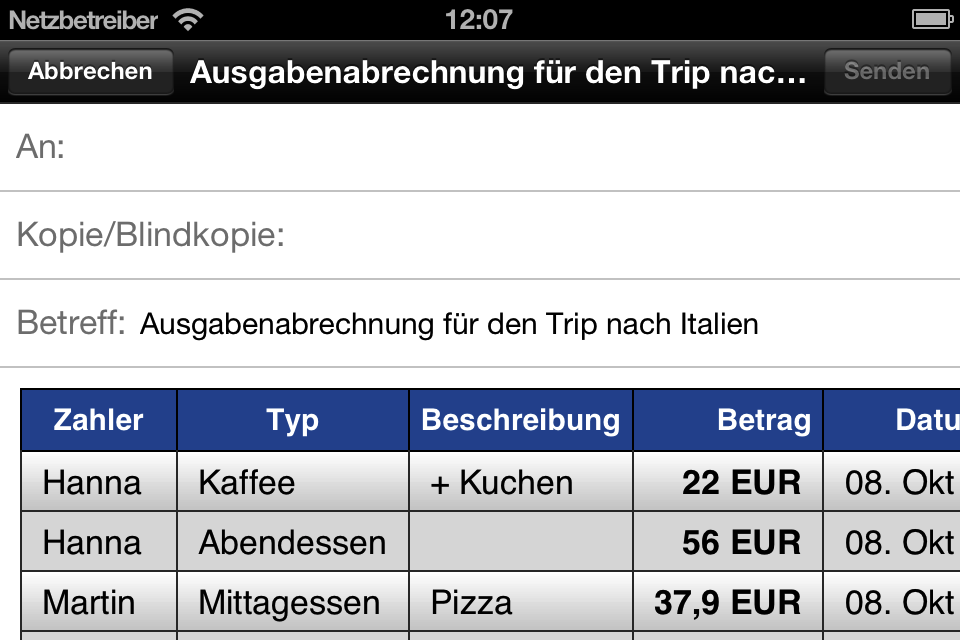 Netzbetreiber 12:07
Abbrechen Ausgabenabrechnung für den Trip nac... Senden
An:
Kopie/Blindkopie:
Betreff: Ausgabenabrechnung für den Trip nach Italien
Zahler Typ Beschreibung Betrag Datu
Hanna Kaffee + Kuchen 22 EUR 08. Okt
Hanna Abendessen 56 EUR 08. Okt
Martin Mittagessen Pizza 37,9 EUR 08. Okt